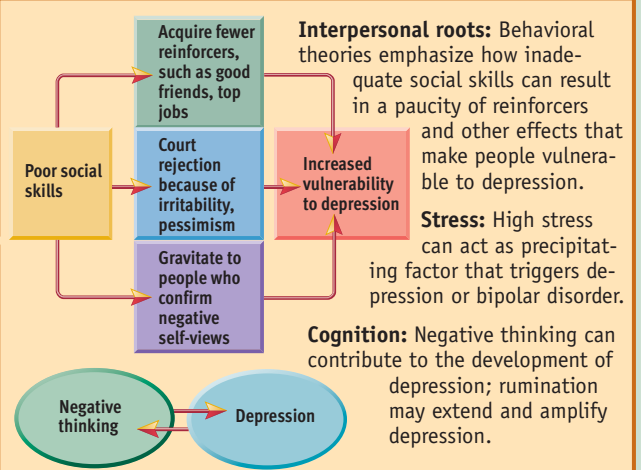 Acquire fewer
reinforcers,
such as good
friends, top
jobs
Poor social
skills
Court
rejection
because of
irritability,
pessimism
Increased
vulnerability
to depression
Gravitate to
people who
confirm
negative
self-views
Interpersonal roots: Behavioral
theories emphasize how inade-
quate social skills can result
in a paucity of reinforcers
and other effects that
make people vulnera-
ble to depression.
Stress: High stress
can act as precipitat-
ing factor that triggers de-
pression or bipolar disorder.
Cognition: Negative thinking can
contribute to the development of
depression; rumination
may extend and amplify
depression.
Negative
thinking
Depression